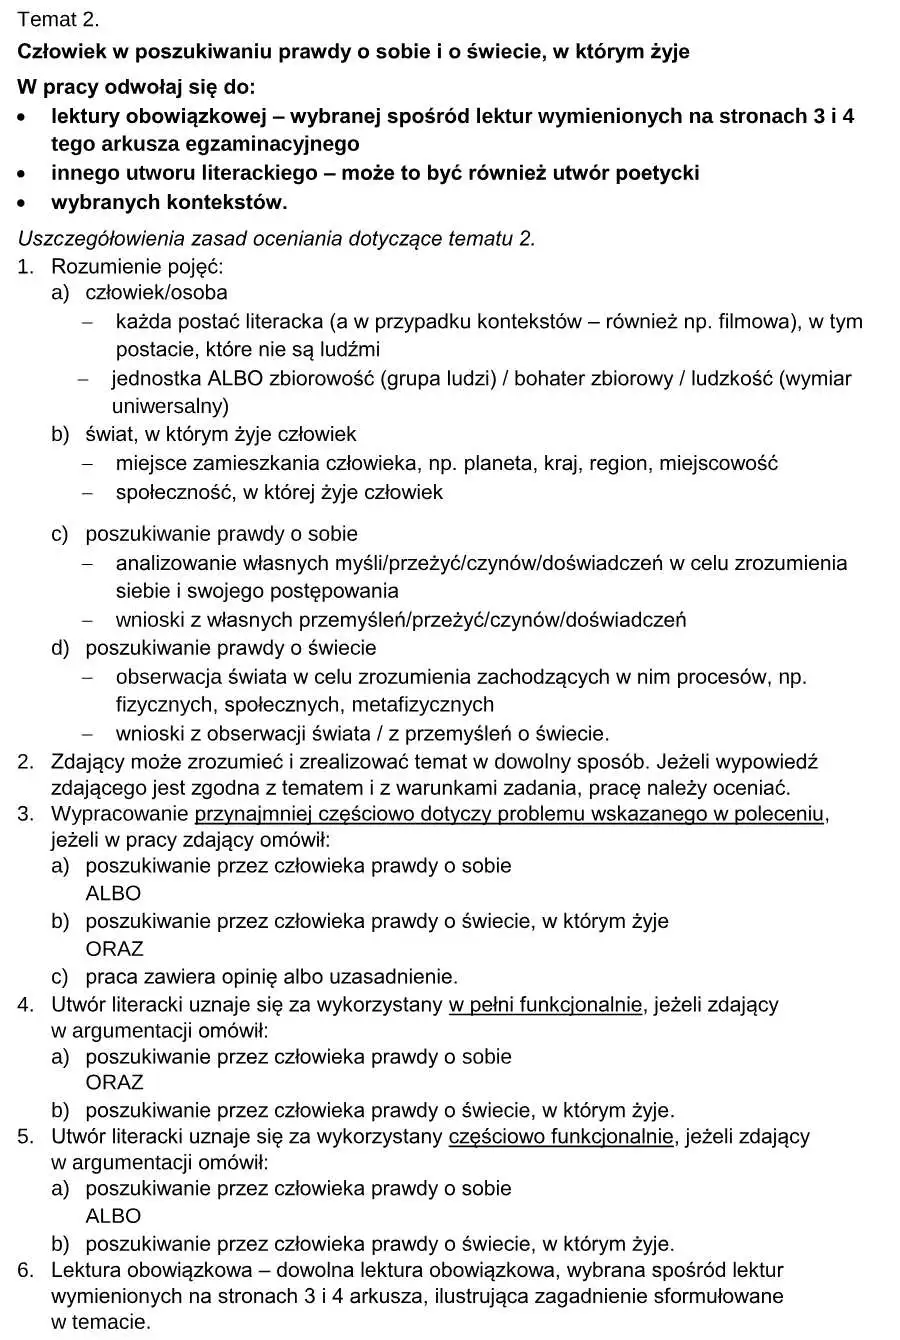 Temat 2.
Człowiek w poszukiwaniu prawdy o sobie i o świecie, w którym żyje
W pracy odwołaj się do:
• lektury obowiązkowej – wybranej spośród lektur wymienionych na stronach 3 i 4
tego arkusza egzaminacyjnego
• innego utworu literackiego – może to być również utwór poetycki
• wybranych kontekstów.
Uszczegółowienia zasad oceniania dotyczące tematu 2.
1. Rozumienie pojęć:
a) człowiek/osoba
– każda postać literacka (a w przypadku kontekstów – również np. filmowa), w tym
postacie, które nie są ludźmi
– jednostka ALBO zbiorowość (grupa ludzi) / bohater zbiorowy / ludzkość (wymiar
uniwersalny)
b) świat, w którym żyje człowiek
– miejsce zamieszkania człowieka, np. planeta, kraj, region, miejscowość
– społeczność, w której żyje człowiek
c) poszukiwanie prawdy o sobie
– analizowanie własnych myśli/przeżyć/czynów/doświadczeń w celu zrozumienia
siebie i swojego postępowania
– wnioski z własnych przemyśleń/przeżyć/czynów/doświadczeń
d) poszukiwanie prawdy o świecie
– obserwacja świata w celu zrozumienia zachodzących w nim procesów, np.
fizycznych, społecznych, metafizycznych
– wnioski z obserwacji świata / z przemyśleń o świecie.
2. Zdający może zrozumieć i zrealizować temat w dowolny sposób. Jeżeli wypowiedź
zdającego jest zgodna z tematem i z warunkami zadania, pracę należy oceniać.
3. Wypracowanie przynajmniej częściowo dotyczy problemu wskazanego w poleceniu,
jeżeli w pracy zdający omówił:
a) poszukiwanie przez człowieka prawdy o sobie
ALBO
b) poszukiwanie przez człowieka prawdy o świecie, w którym żyje
ORAZ
c) praca zawiera opinię albo uzasadnienie.
4. Utwór literacki uznaje się za wykorzystany w pełni funkcjonalnie, jeżeli zdający
w argumentacji omówił:
a) poszukiwanie przez człowieka prawdy o sobie
ORAZ
b) poszukiwanie przez człowieka prawdy o świecie, w którym żyje.
5. Utwór literacki uznaje się za wykorzystany częściowo funkcjonalnie, jeżeli zdający
w argumentacji omówił:
a) poszukiwanie przez człowieka prawdy o sobie
ALBO
b) poszukiwanie przez człowieka prawdy o świecie, w którym żyje.
6. Lektura obowiązkowa – dowolna lektura obowiązkowa, wybrana spośród lektur
wymienionych na stronach 3 i 4 arkusza, ilustrująca zagadnienie sformułowane
w temacie.